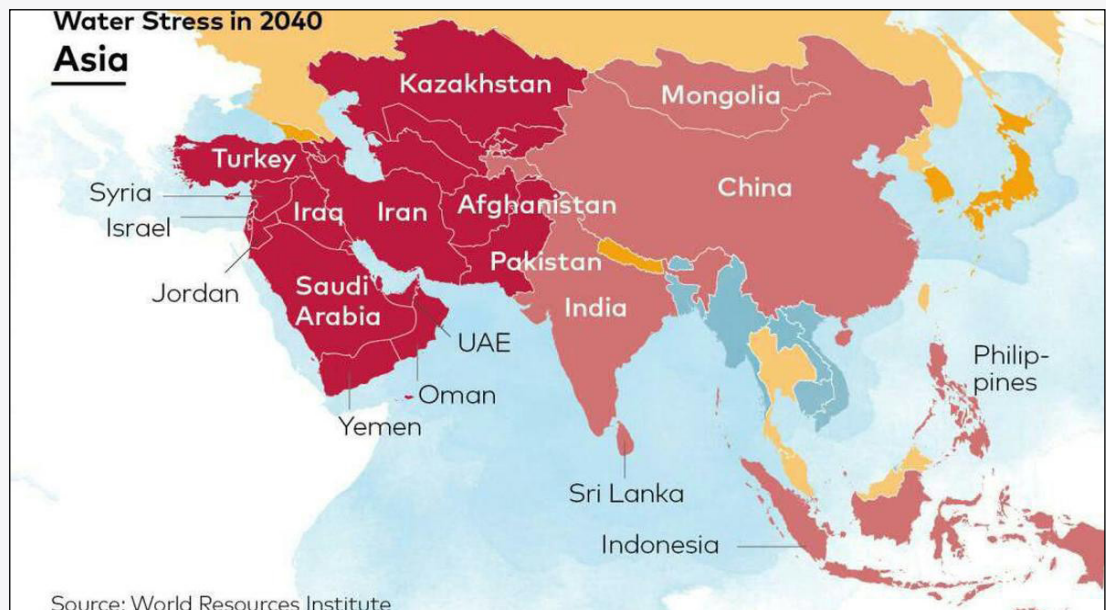 Water Stress in 2040
Asia
Kazakhstan
Mongolia
Turkey
China
Syria
Iraq
Iran
Afghanistan
Israel
Pakistan
Jordan
Saudi
Arabia
India
UAE
Philip-
pines
Oman
Yemen
Sri Lanka
Indonesia
Source: World Resources Institute